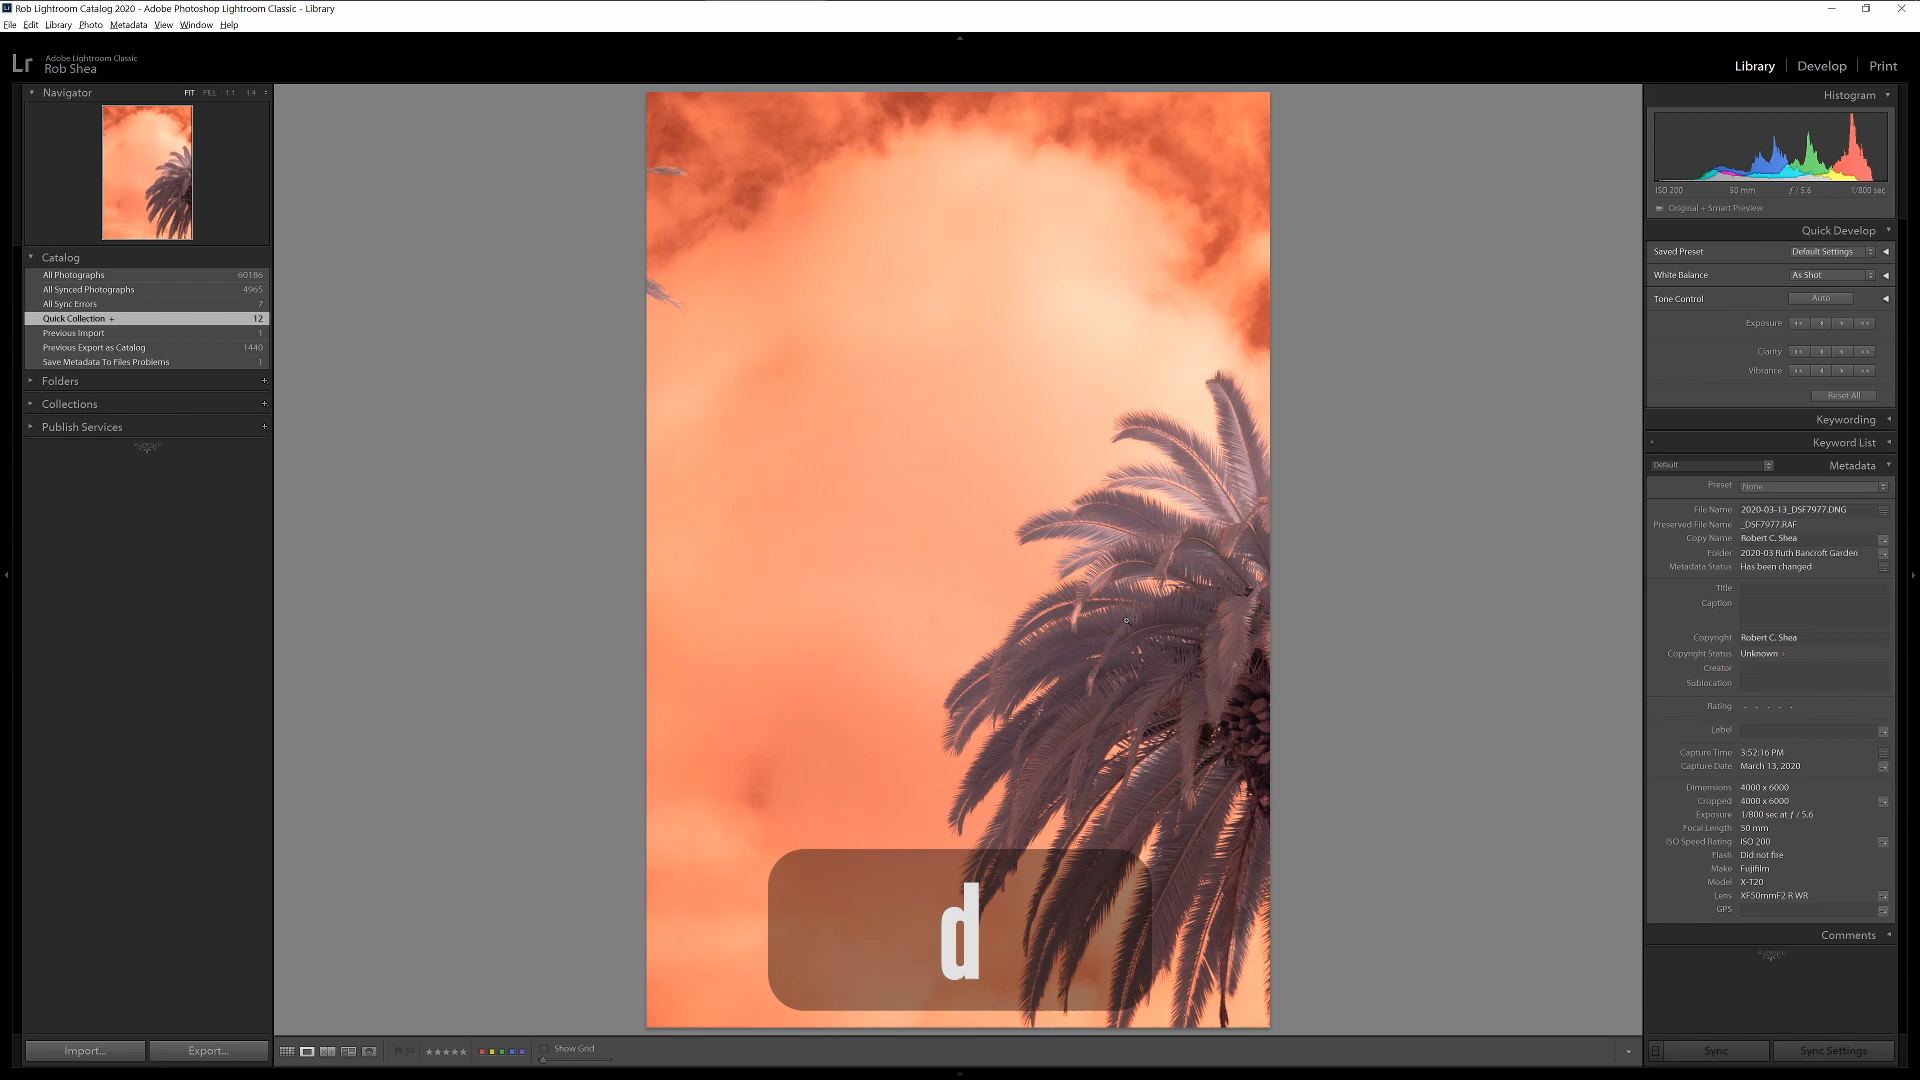 Rob Lightroom Catalog 2020 - Adobe Photoshop Lightroom Classic - Library
File Edit Library Photo Metadata View Window Help
Lr
Adobe Lightroom Classic
Rob Shea
Library Develop Print
Navigator FIT FILL 1:1 1:4
Catalog
All Photographs 60186
All Synced Photographs 4965
All Sync Errors 7
Quick Collection + 12
Previous Import 1
Previous Export as Catalog 1440
Save Metadata To Files Problems 1
Folders +
Collections +
Publish Services +
Import... Export...
d
Show Grid
Histogram
ISO 200 50 mm ƒ / 5.6 1/800 sec
Original + Smart Preview
Quick Develop
Saved Preset Default Settings
White Balance As Shot
Tone Control Auto
Exposure
Clarity
Vibrance
Reset All
Keywording
Keyword List
Default Metadata
Preset None
File Name 2020-03-13_DSF7977.DNG
Preserved File Name _DSF7977.RAF
Copy Name Robert C. Shea
Folder 2020-03 Ruth Bancroft Garden
Metadata Status Has been changed
Title
Caption
Copyright Robert C. Shea
Copyright Status Unknown
Creator
Sublocation
Rating
Label
Capture Time 3:52:16 PM
Capture Date March 13, 2020
Dimensions 4000 x 6000
Cropped 4000 x 6000
Exposure 1/800 sec at ƒ / 5.6
Focal Length 50 mm
ISO Speed Rating ISO 200
Flash Did not fire
Make Fujifilm
Model X-T20
Lens XF50mmF2 R WR
GPS
Comments
Sync Sync Settings